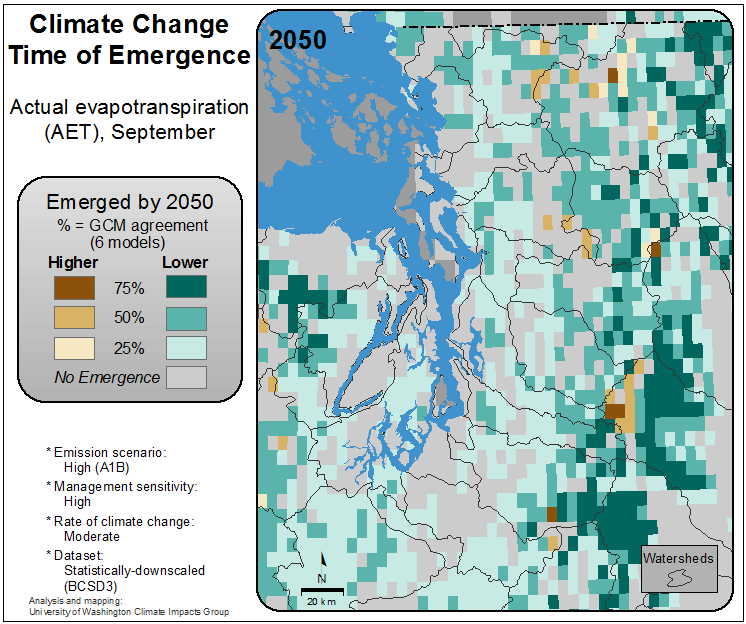 Climate Change
Time of Emergence
Actual evapotranspiration
(AET), September
Emerged by 2050
% = GCM agreement
(6 models)
Higher Lower
75%
50%
25%
No Emergence
* Emission scenario:
High (A1B)
* Management sensitivity:
High
* Rate of climate change:
Moderate
* Dataset:
Statistically-downscaled
(BCSD3)
Analysis and mapping:
University of Washington Climate Impacts Group
2050
N
20 km
Watersheds